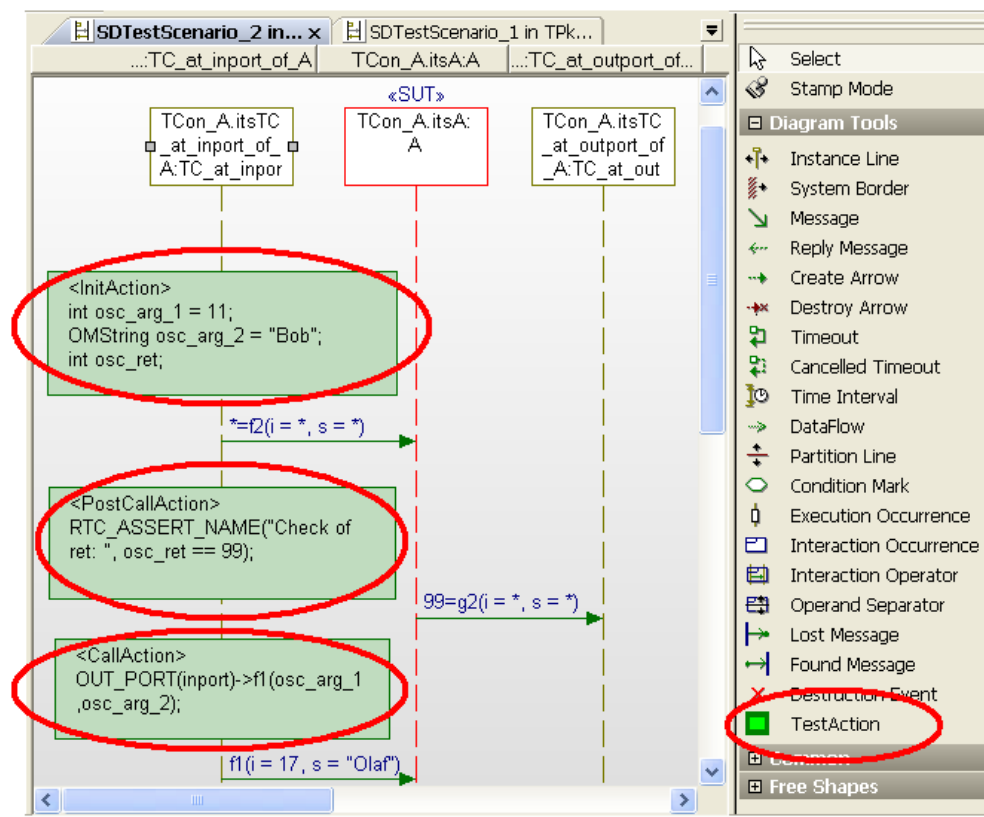 SDTestScenario_2 in... x
SDTestScenario_1 in TPk...
...:TC_at_inport_of_A
TCon_A.itsA:A
...:TC_at_outport_of...
«SUT»
TCon_A.itsTC
_at_inport_of_
A:TC_at_inpor
TCon_A.itsA:
A
TCon_A.itsTC
_at_outport_of
_A:TC_at_out
<InitAction>
int osc_arg_1 = 11;
OMString osc_arg_2 = "Bob";
int osc_ret;
*=f2(i = *, s = *)
<PostCallAction>
RTC_ASSERT_NAME("Check of
ret: ", osc_ret == 99);
99=g2(i = *, s = *)
<CallAction>
OUT_PORT(inport)->f1(osc_arg_1
,osc_arg_2);
f1(i = 17, s = "Olaf")
Select
Stamp Mode
Diagram Tools
Instance Line
System Border
Message
Reply Message
Create Arrow
Destroy Arrow
Timeout
Cancelled Timeout
Time Interval
DataFlow
Partition Line
Condition Mark
Execution Occurrence
Interaction Occurrence
Interaction Operator
Operand Separator
Lost Message
Found Message
Destruction Event
TestAction
Common
Free Shapes